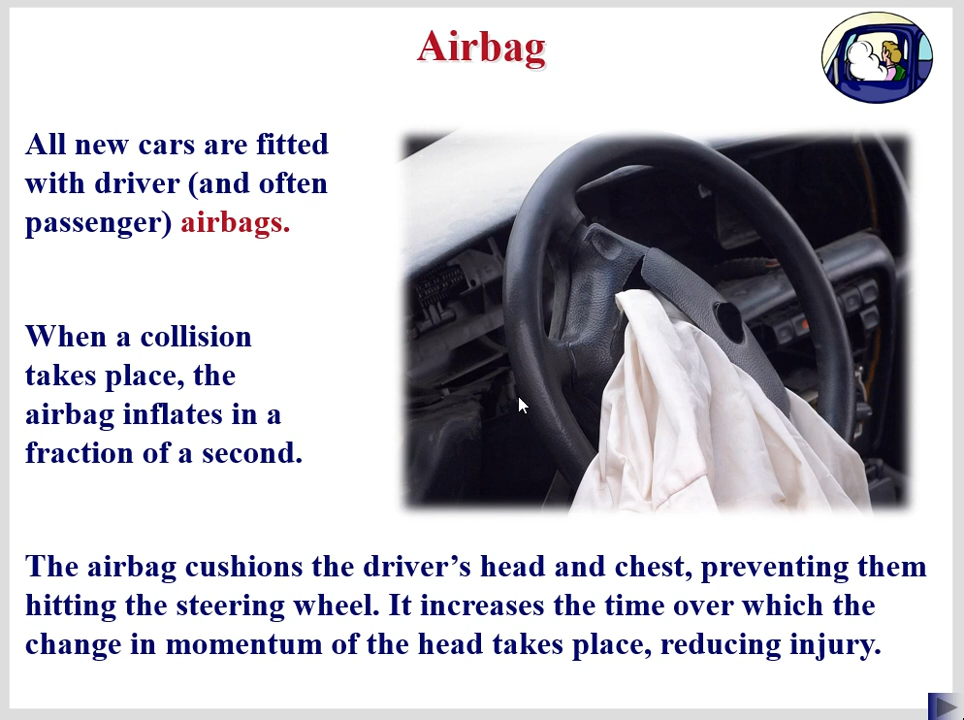 Airbag
All new cars are fitted
with driver (and often
passenger) airbags.
When a collision
takes place, the
airbag inflates in a
fraction of a second.
The airbag cushions the driver’s head and chest, preventing them
hitting the steering wheel. It increases the time over which the
change in momentum of the head takes place, reducing injury.